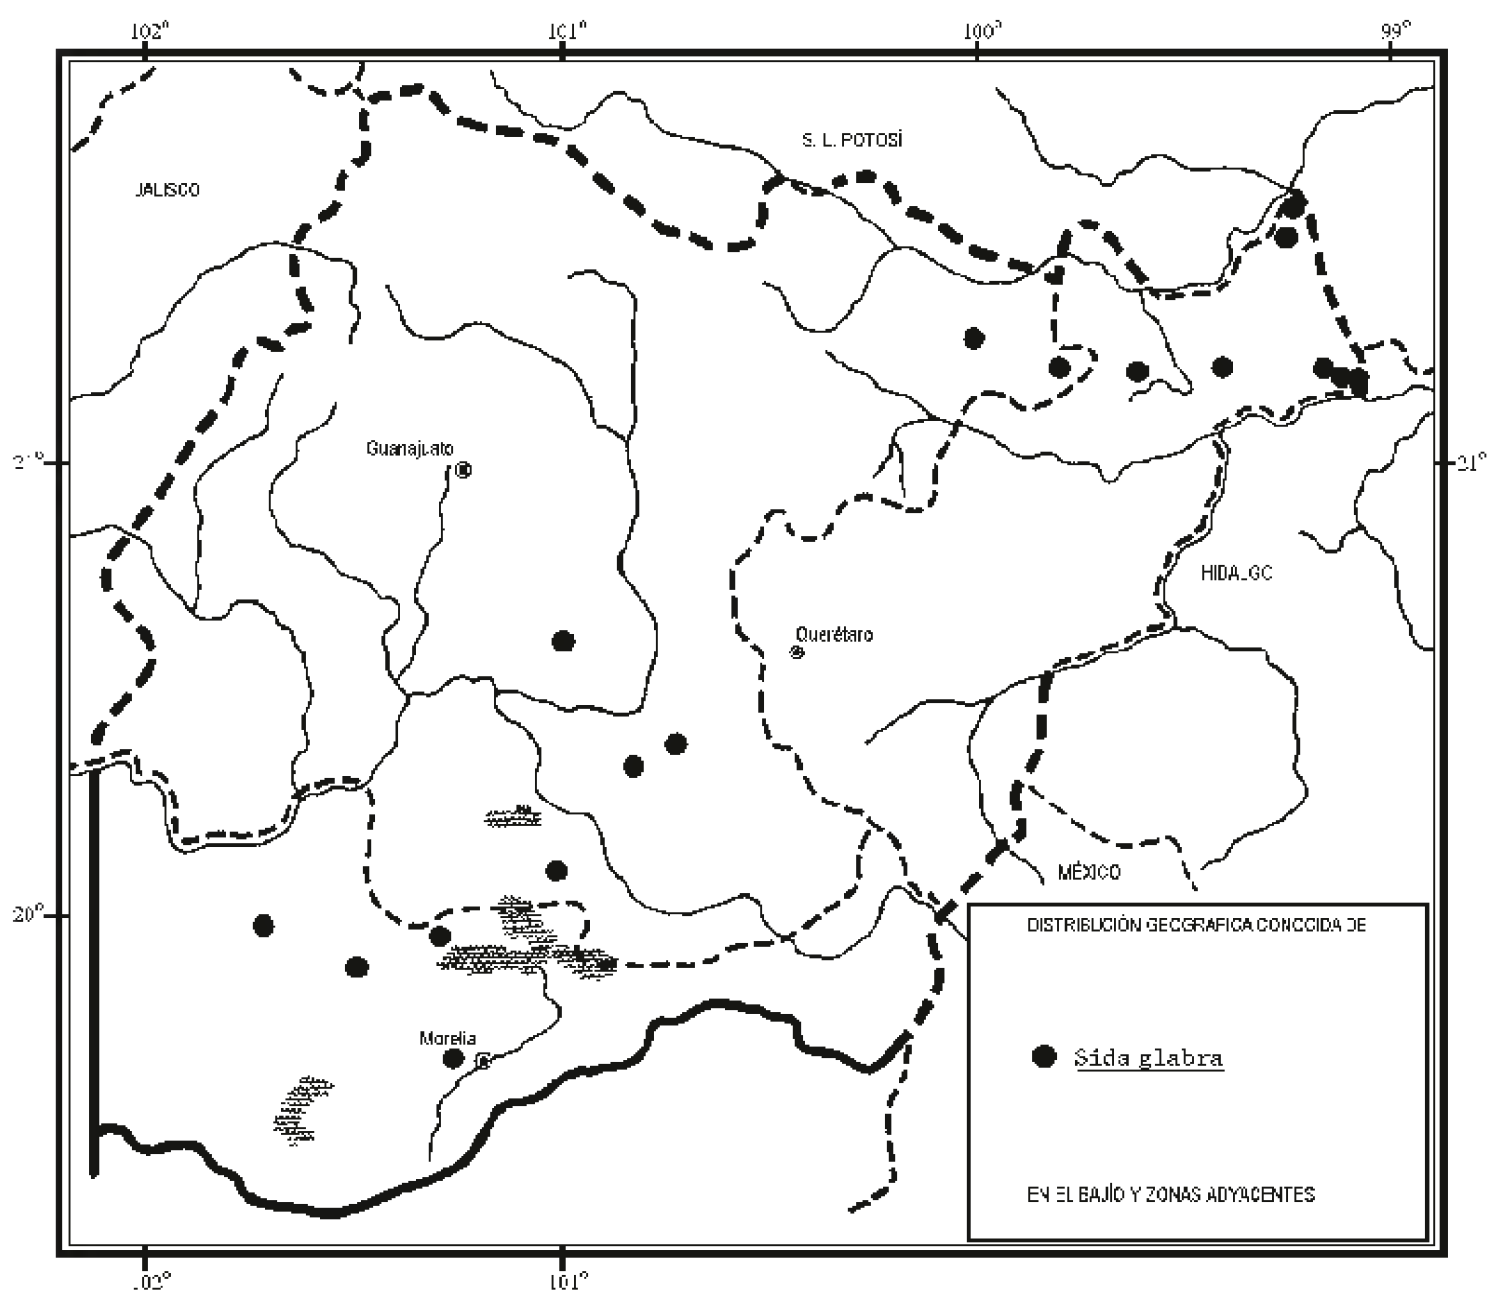 102° 101° 100° 99°
S. L. POTOSÍ
JALISCO
Guanajuato
21°
HIDALGO
Querétaro
MÉXICO
20°
DISTRIBUCIÓN GEOGRAFICA CONOCIDA DE
Morelia
Sida glabra
EN EL BAJÍO Y ZONAS ADYACENTES
102° 101°